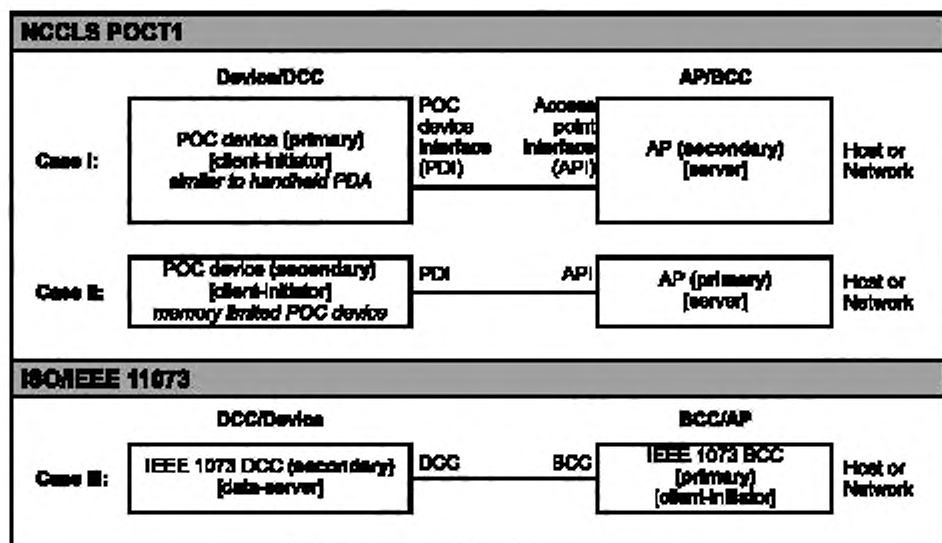 NCCLS POCT1
Device/DCC
AP/BCC
Case I:
POC device (primary)
[client-initiator]
similar to handheld PDA
POC
device
interface
(PDI)
Access
point
interface
(API)
AP (secondary)
[server]
Host or
Network
Case II:
POC device (secondary)
[client-initiator]
memory limited POC device
PDI
API
AP (primary)
[server]
Host or
Network
ISO/IEEE 11073
DCC/Device
BCC/AP
Case III:
IEEE 1073 DCC (secondary)
[data-server]
DCC
BCC
IEEE 1073 BCC
(primary)
[client-initiator]
Host or
Network